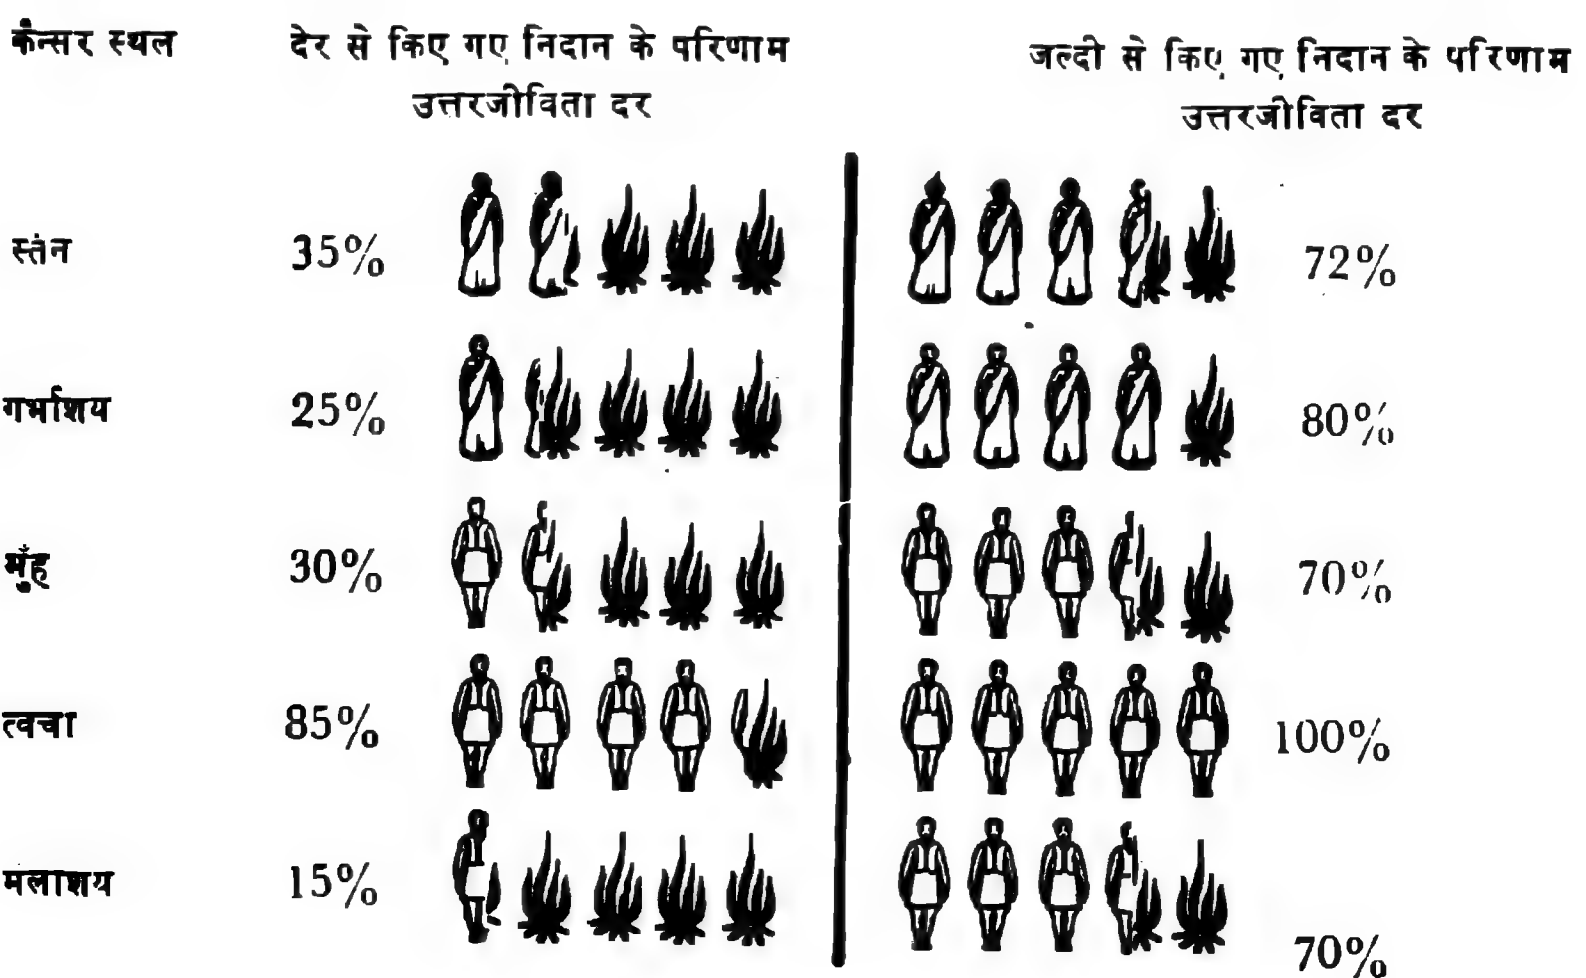 कैन्सर स्थल देर से किए गए निदान के परिणाम जल्दी से किए गए निदान के परिणाम
उत्तरजीविता दर उत्तरजीविता दर
स्तन 35% 72%
गर्भाशय 25% 80%
मुँह 30% 70%
त्वचा 85% 100%
मलाशय 15% 70%